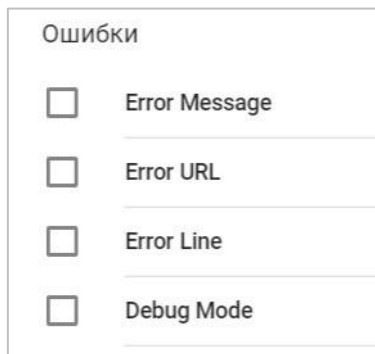 Ошибки
Error Message
Error URL
Error Line
Debug Mode